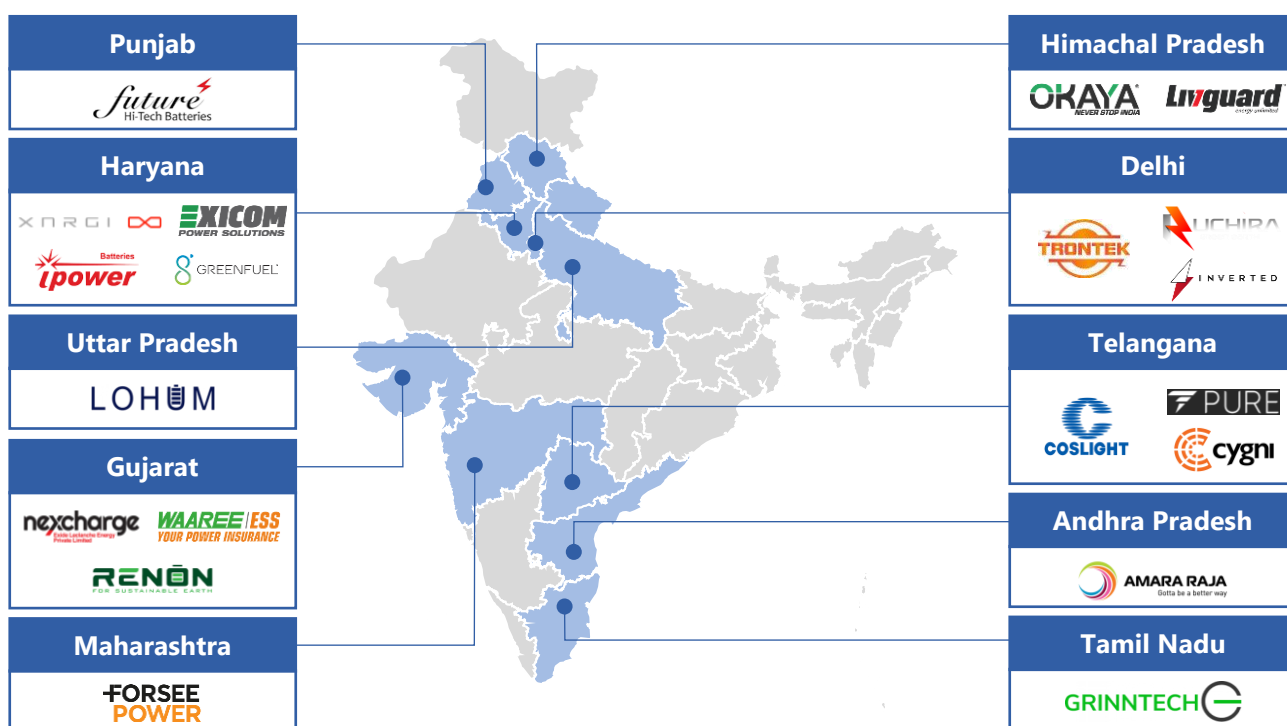 Punjab
future
Hi-Tech Batteries
Haryana
XNRGI
EXICOM
POWER SOLUTIONS
Batteries
ipower
GREENFUEL
Uttar Pradesh
LOHUM
Gujarat
nexcharge
Exide Leclanche Energy
Private Limited
WAAREE|ESS
YOUR POWER INSURANCE
RENON
FOR SUSTAINABLE EARTH
Maharashtra
FORSEE
POWER
Himachal Pradesh
OKAYA
NEVER STOP INDIA
Livguard
energy unlimited
Delhi
TRONTEK
RUCHIRA
INVERTED
Telangana
COSLIGHT
PURE
cygni
Andhra Pradesh
AMARA RAJA
Gotta be a better way
Tamil Nadu
GRINNTECH